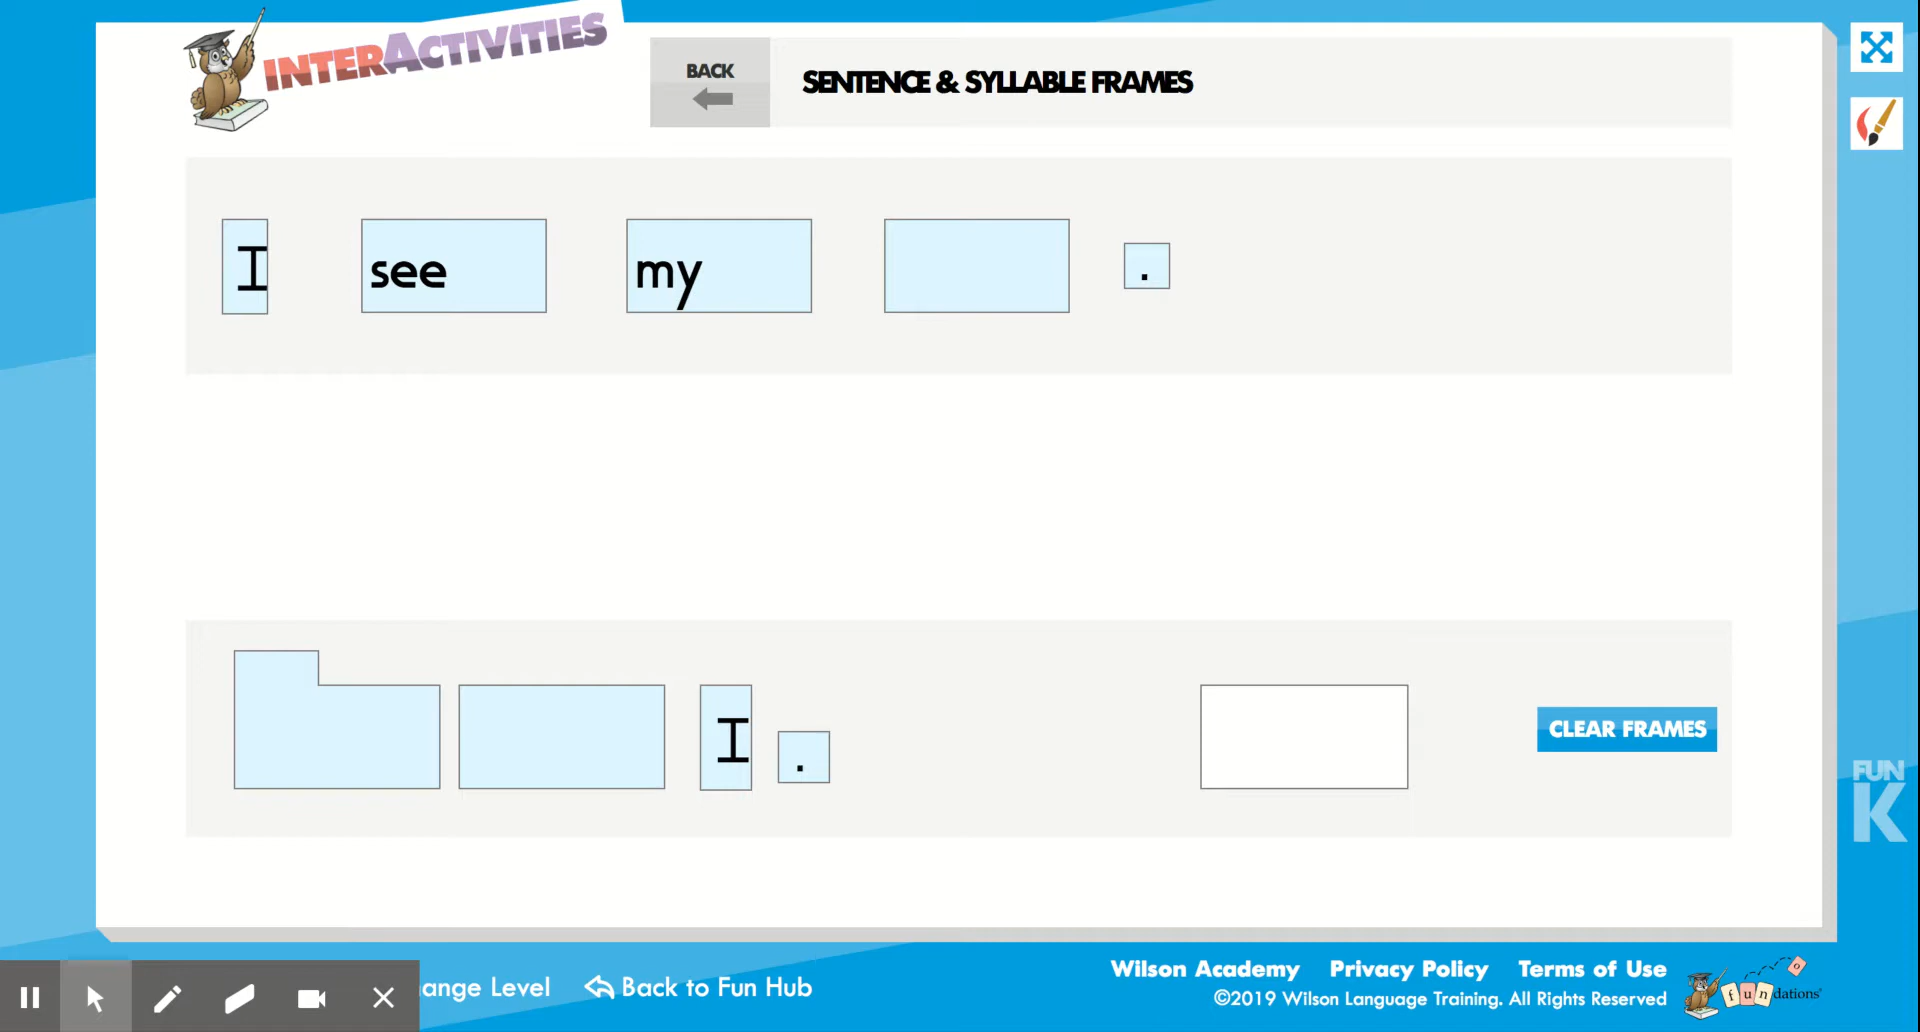 INTERACTIVITIES
BACK
SENTENCE & SYLLABLE FRAMES
I see my .
I .
CLEAR FRAMES
FUN
K
ange Level
Back to Fun Hub
Wilson Academy Privacy Policy Terms of Use
©2019 Wilson Language Training. All Rights Reserved
fundations®